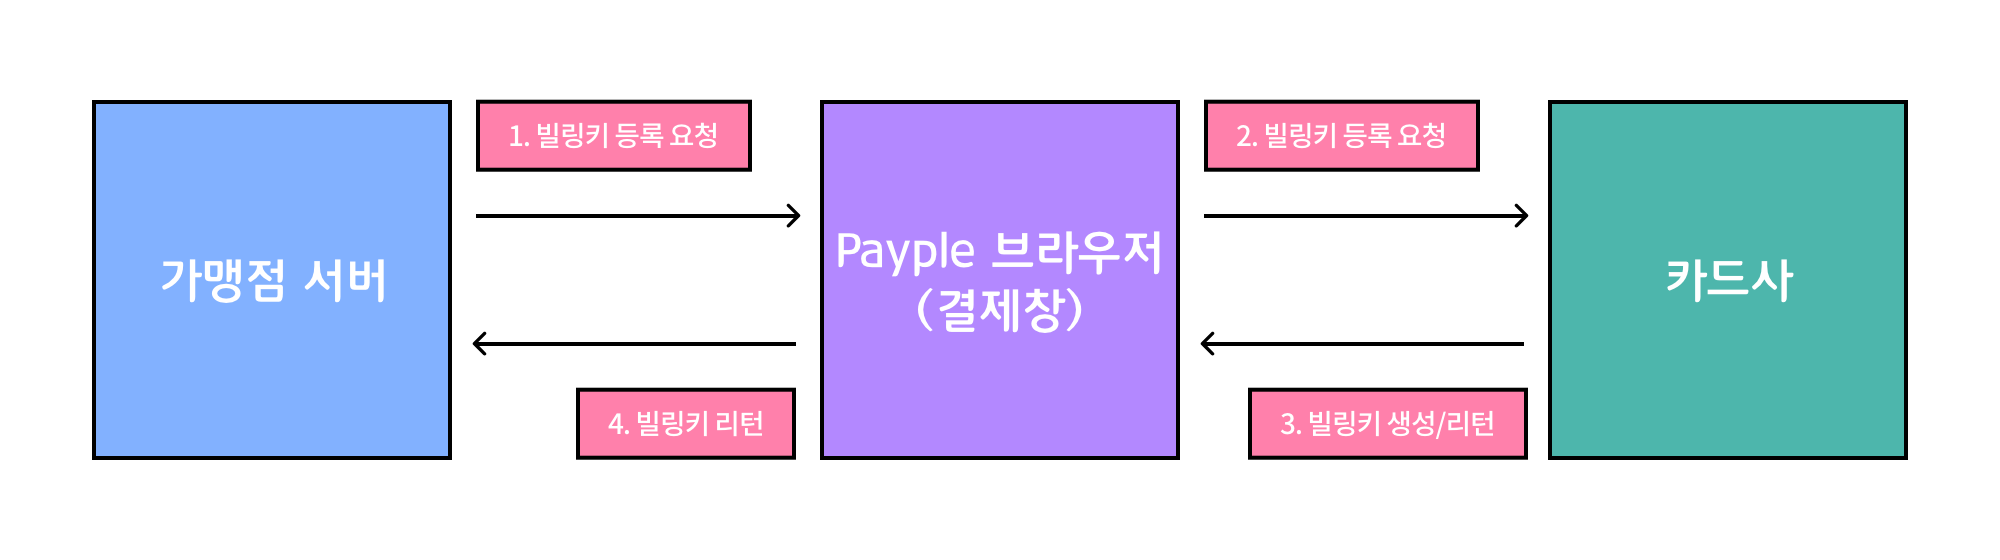 가맹점 서버
1. 빌링키 등록 요청
4. 빌링키 리턴
Payple 브라우저
(결제창)
2. 빌링키 등록 요청
3. 빌링키 생성/리턴
카드사